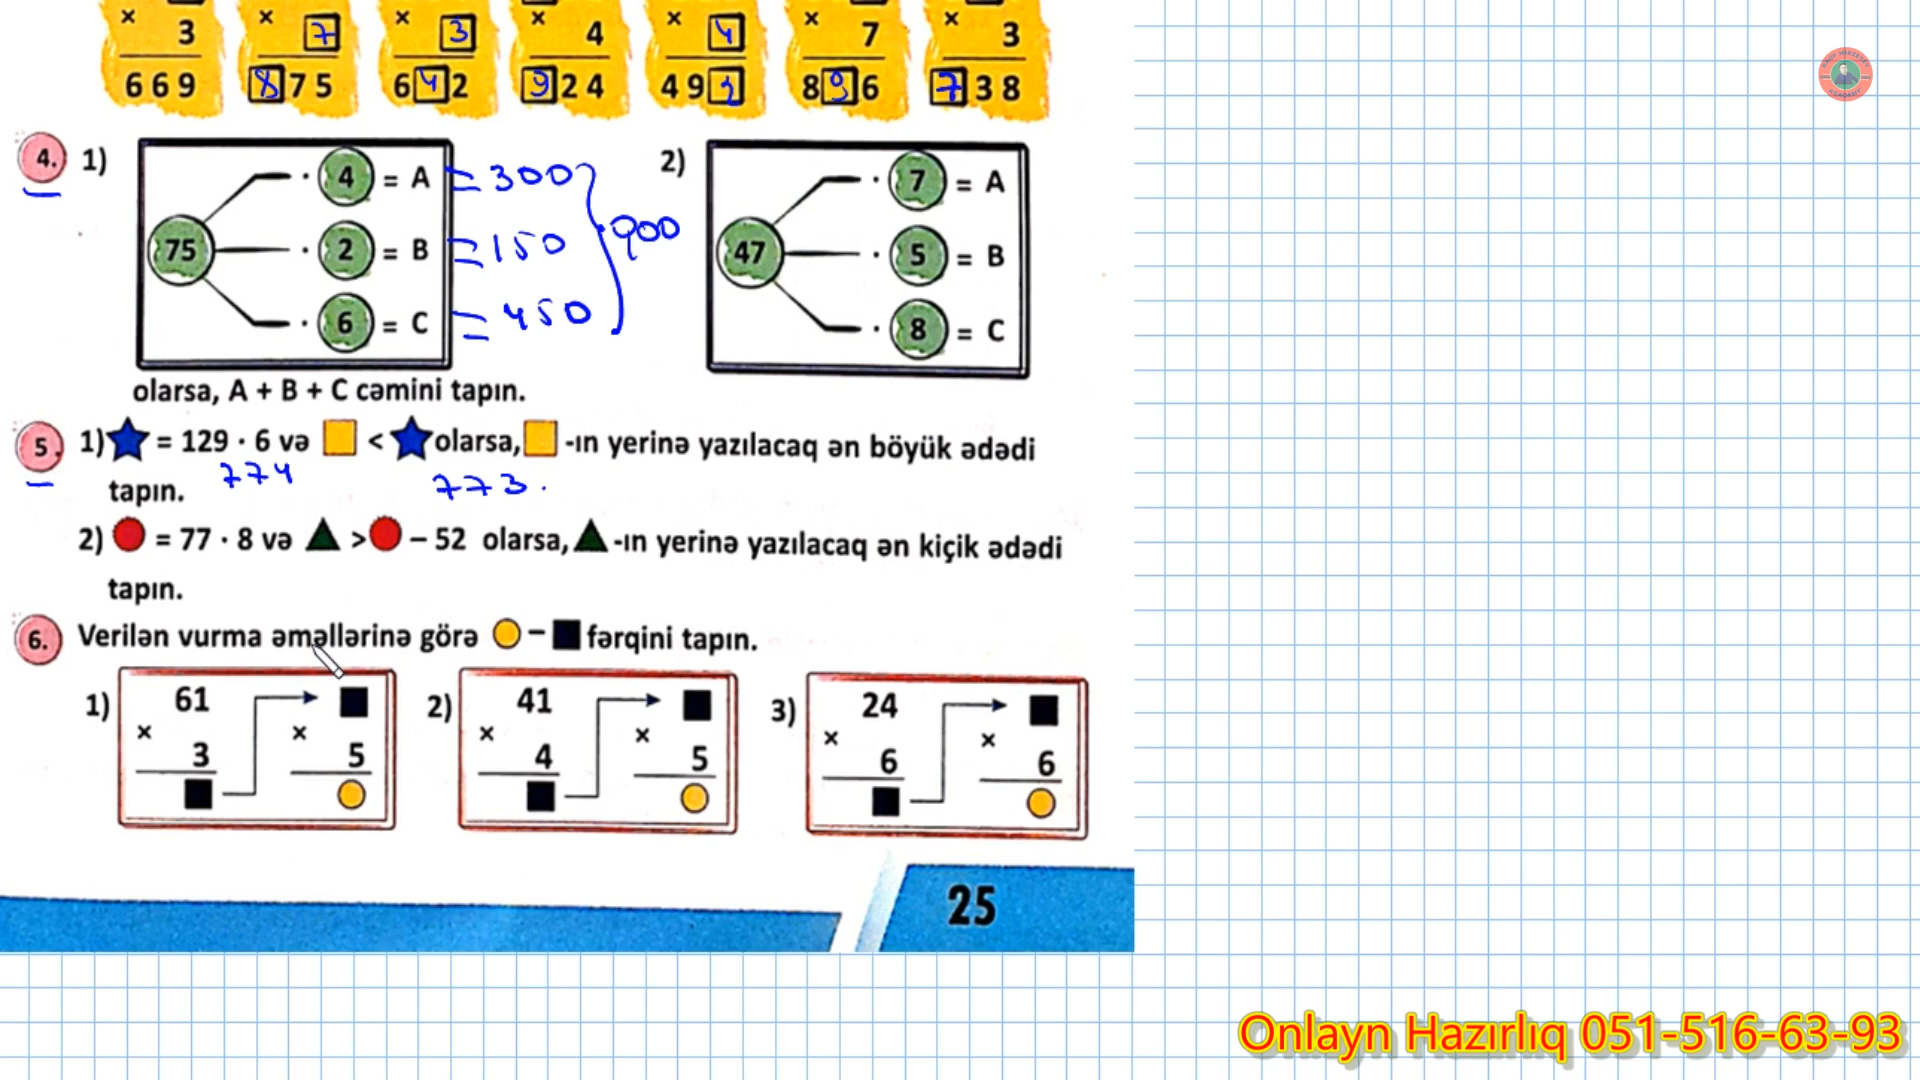 × 3 × 7 × 3 × 4 × 4 × 7 × 3
669 875 642 924 492 896 738
4. 1) 75 · 4 = A = 300
· 2 = B = 150 900
· 6 = C = 450
2) 47 · 7 = A
· 5 = B
· 8 = C
olarsa, A + B + C cəmini tapın.
5. 1) = 129 · 6 və < olarsa, -ın yerinə yazılacaq ən böyük ədədi
774 773.
tapın.
2) = 77 · 8 və > – 52 olarsa, -ın yerinə yazılacaq ən kiçik ədədi
tapın.
6. Verilən vurma əməllərinə görə – fərqini tapın.
1) 61 2) 41 3) 24
× × × × × ×
3 5 4 5 6 6
25
Onlayn Hazırlıq 051-516-63-93